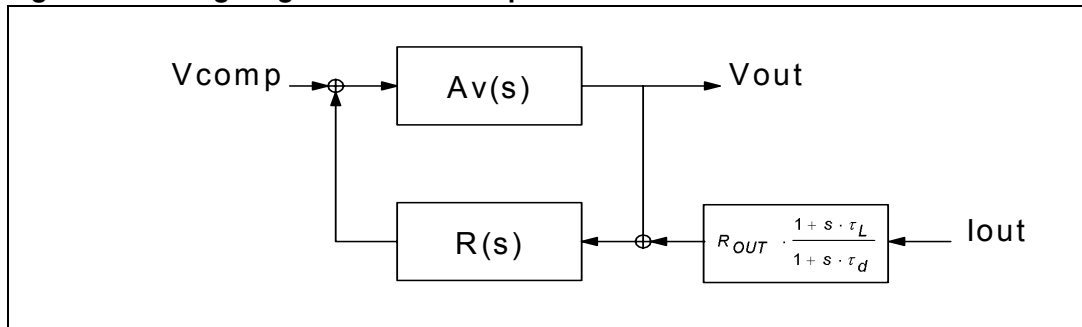 Vcomp
Av(s)
Vout
R(s)
R_OUT · (1 + s · τ_L) / (1 + s · τ_d)
Iout